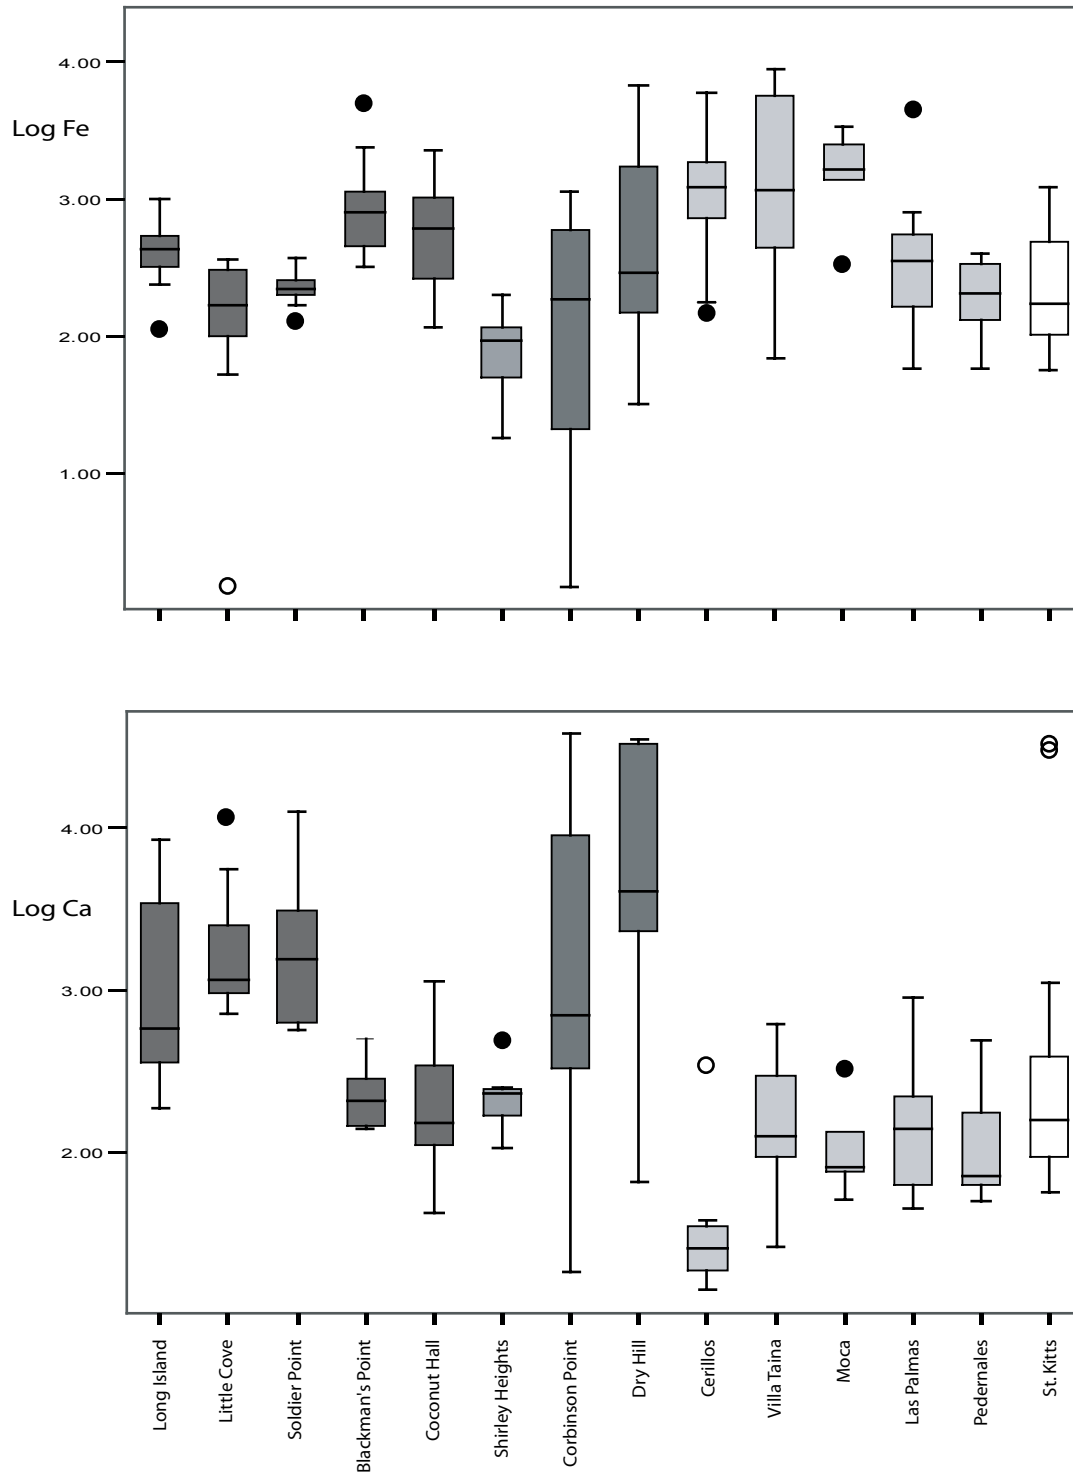 4.00
Log Fe
3.00
2.00
1.00
4.00
Log Ca
3.00
2.00
Long Island
Little Cove
Soldier Point
Blackman's Point
Coconut Hall
Shirley Heights
Corbinson Point
Dry Hill
Cerillos
Villa Taina
Moca
Las Palmas
Pedernales
St. Kitts